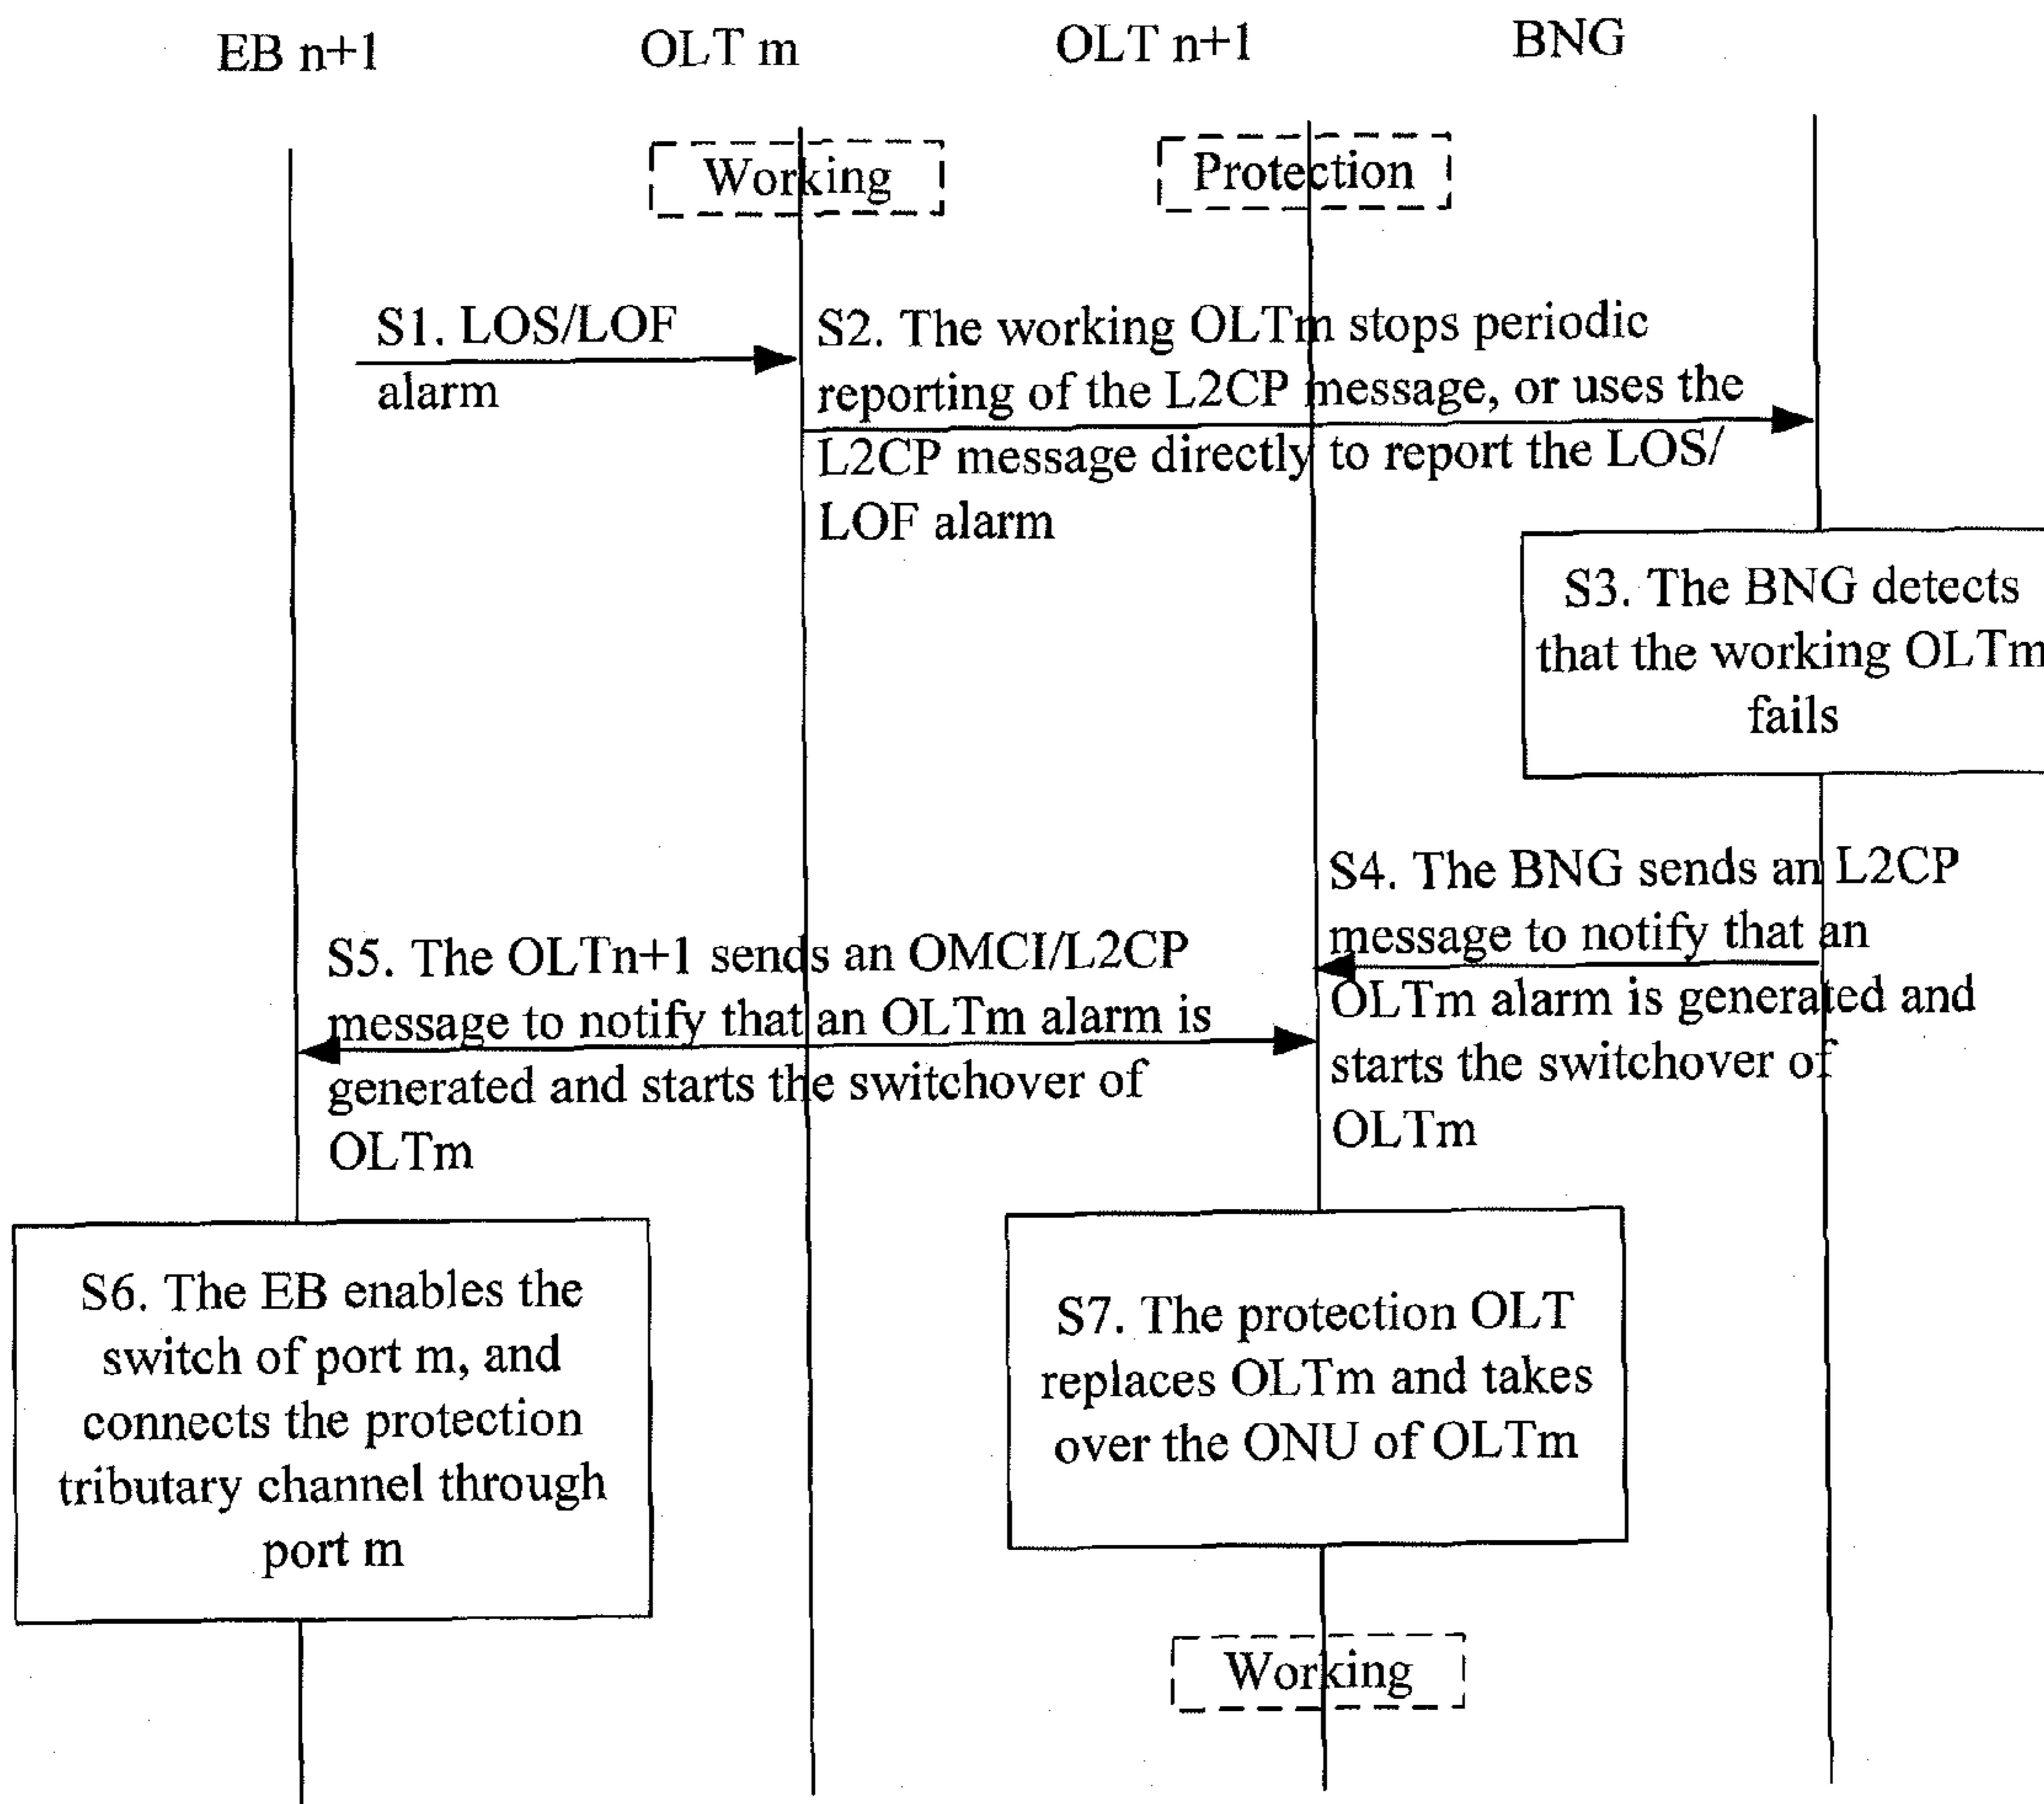 EB n+1
OLT m
OLT n+1
BNG
Working
Protection
S1. LOS/LOF
alarm
S2. The working OLTm stops periodic
reporting of the L2CP message, or uses the
L2CP message directly to report the LOS/
LOF alarm
S3. The BNG detects
that the working OLTm
fails
S4. The BNG sends an L2CP
message to notify that an
OLTm alarm is generated and
starts the switchover of
OLTm
S5. The OLTn+1 sends an OMCI/L2CP
message to notify that an OLTm alarm is
generated and starts the switchover of
OLTm
S6. The EB enables the
switch of port m, and
connects the protection
tributary channel through
port m
S7. The protection OLT
replaces OLTm and takes
over the ONU of OLTm
Working